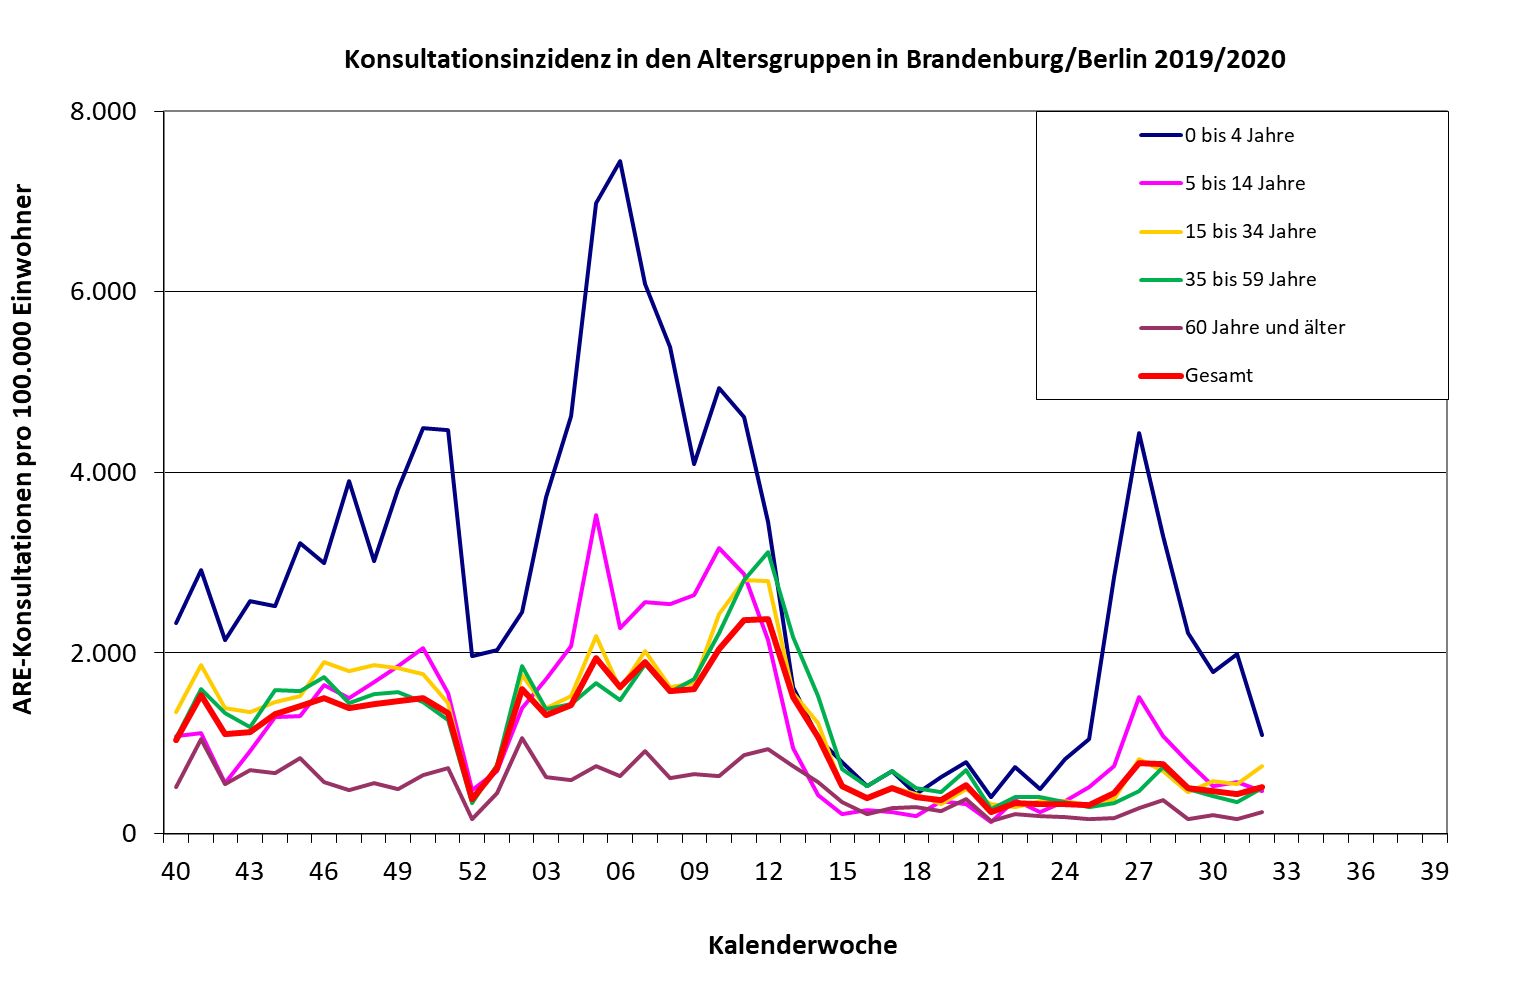 Konsultationsinzidenz in den Altersgruppen in Brandenburg/Berlin 2019/2020
ARE-Konsultationen pro 100.000 Einwohner
8.000
6.000
4.000
2.000
0
0 bis 4 Jahre
5 bis 14 Jahre
15 bis 34 Jahre
35 bis 59 Jahre
60 Jahre und älter
Gesamt
40 43 46 49 52 03 06 09 12 15 18 21 24 27 30 33 36 39
Kalenderwoche